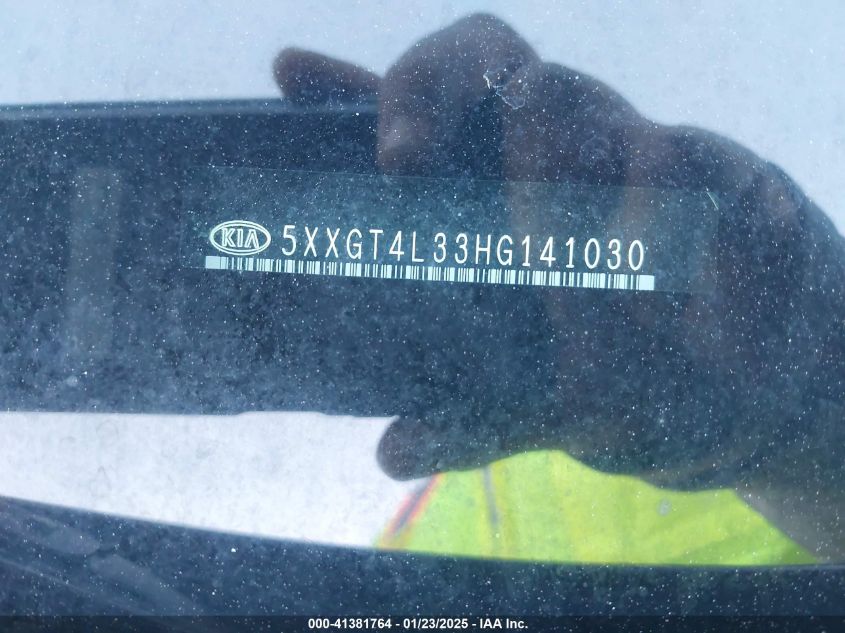 KIA 5XXGT4L33HG141030
000-41381764 - 01/23/2025 - IAA Inc.